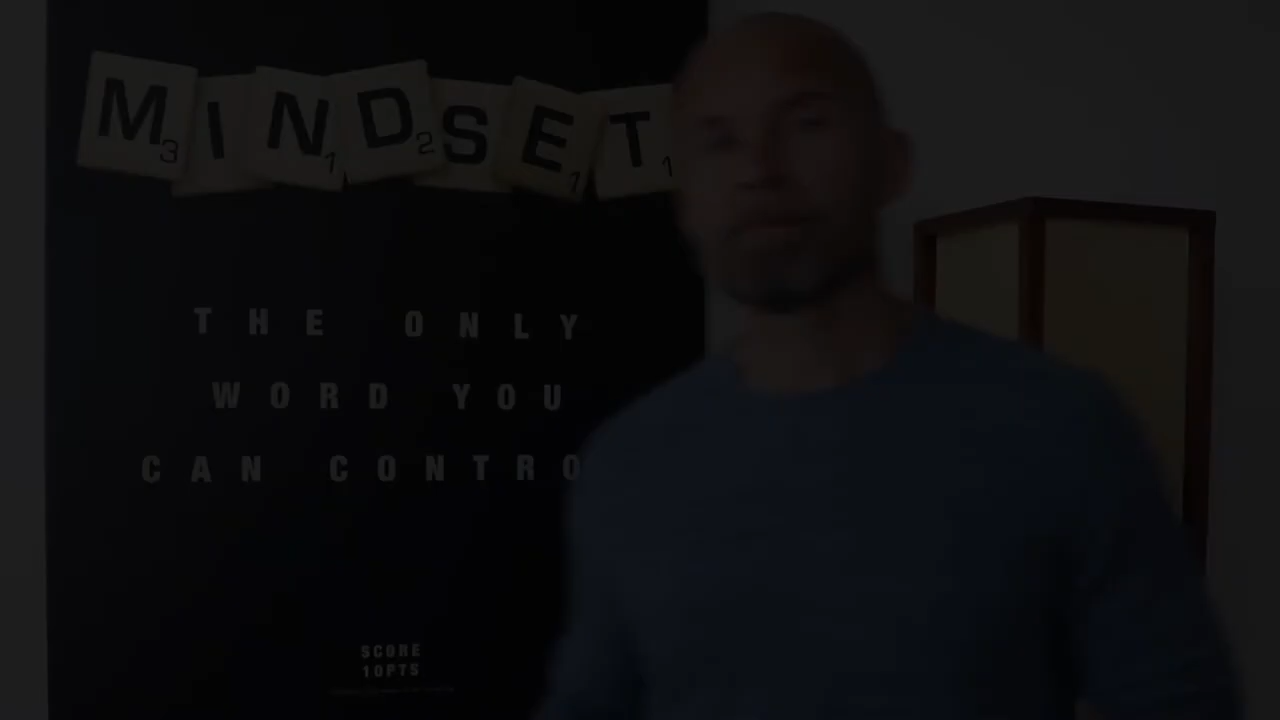 MINDSET
THE ONLY
WORD YOU
CAN CONTRO
SCORE
10PTS